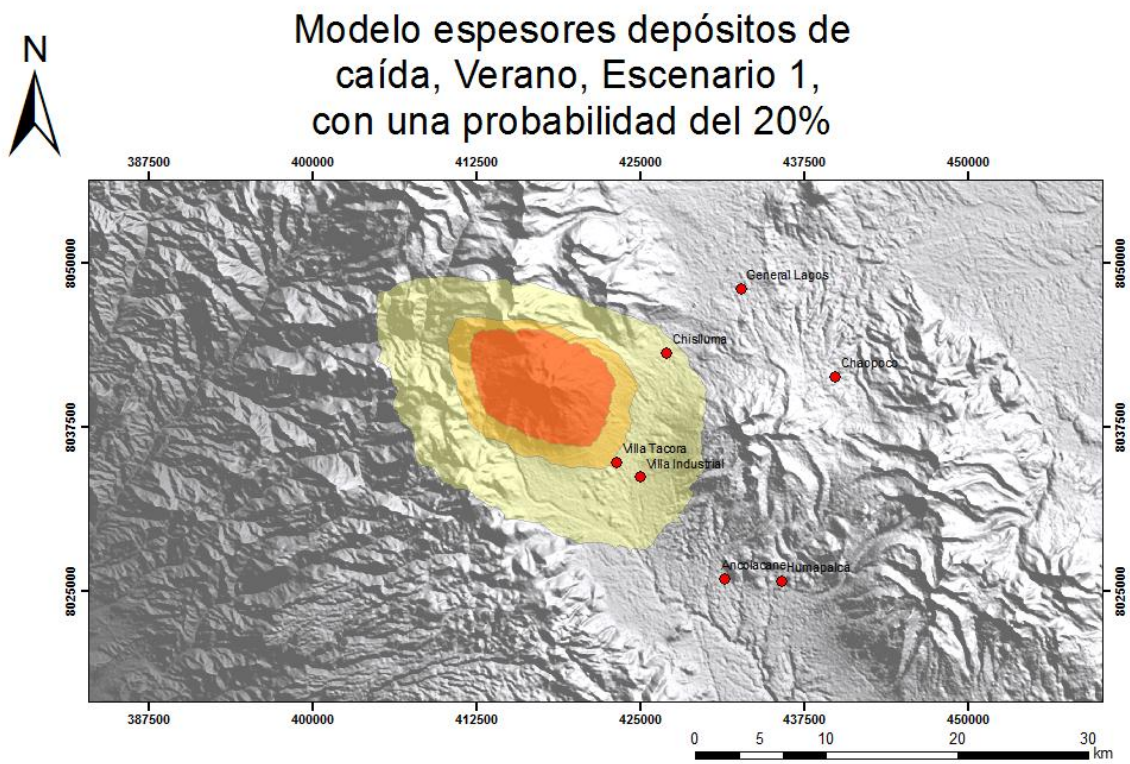 N
Modelo espesores depósitos de
caída, Verano, Escenario 1,
con una probabilidad del 20%
387500 400000 412500 425000 437500 450000
8050000 8050000
General Lagos
Chislluma
Chaopoco
8037500 8037500
Villa Tacora
Villa Industrial
Ancolacane Humapalca
8025000 8025000
387500 400000 412500 425000 437500 450000
0 5 10 20 30
km